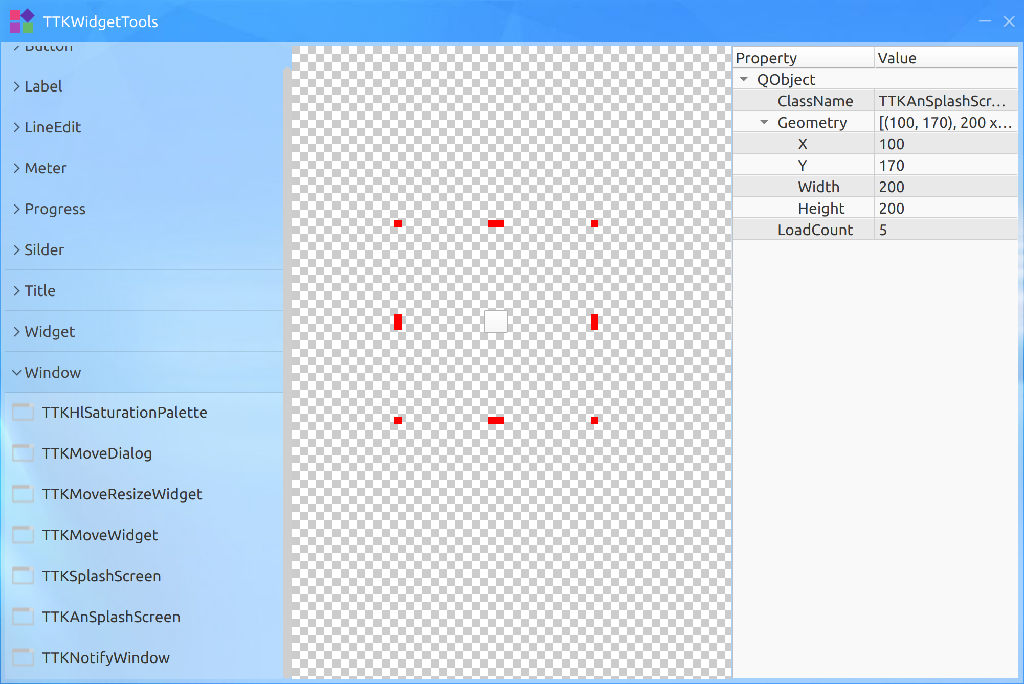 TTKWidgetTools
Button
Label
LineEdit
Meter
Progress
Silder
Title
Widget
Window
TTKHlSaturationPalette
TTKMoveDialog
TTKMoveResizeWidget
TTKMoveWidget
TTKSplashScreen
TTKAnSplashScreen
TTKNotifyWindow
Property Value
QObject
ClassName TTKAnSplashScr...
Geometry [(100, 170), 200 x...
X 100
Y 170
Width 200
Height 200
LoadCount 5